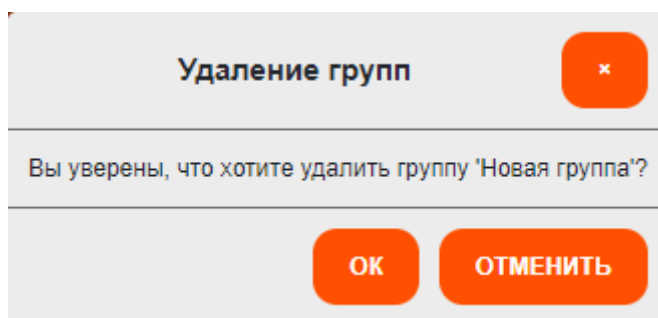 Удаление групп
×
Вы уверены, что хотите удалить группу 'Новая группа'?
ОК
ОТМЕНИТЬ